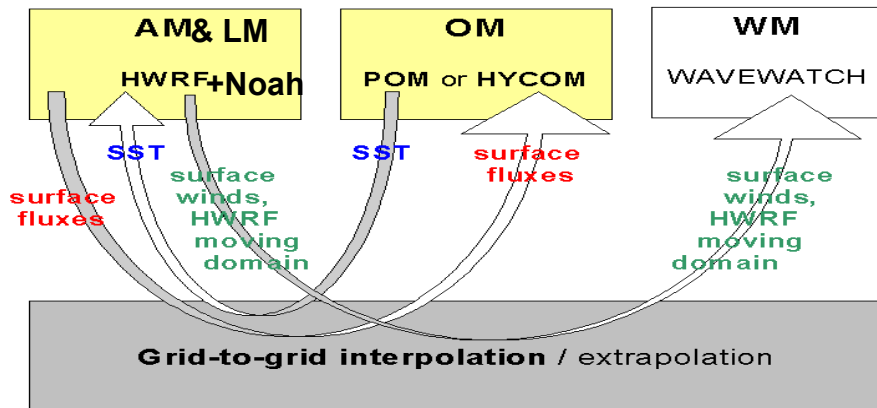 AM & LM
HWRF+Noah
OM
POM or HYCOM
WM
WAVEWATCH
SST
surface
fluxes
surface
winds,
HWRF
moving
domain
SST
surface
fluxes
surface
winds,
HWRF
moving
domain
Grid-to-grid interpolation / extrapolation